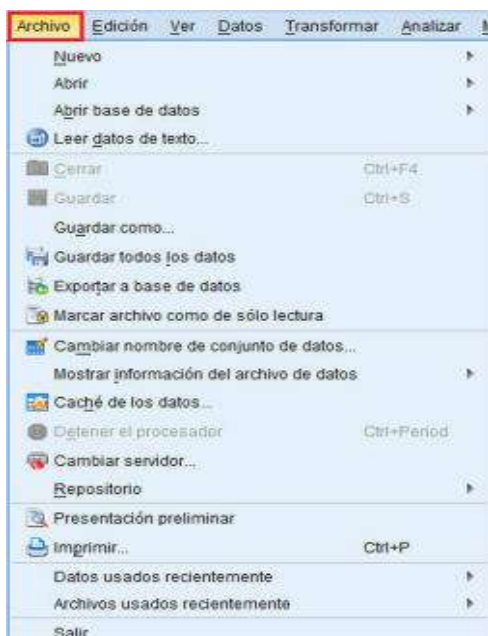 Archivo Edición Ver Datos Transformar Analizar
Nuevo
Abrir
Abrir base de datos
Leer datos de texto...
Cerrar Ctrl+F4
Guardar Ctrl+S
Guardar como...
Guardar todos los datos
Exportar a base de datos
Marcar archivo como de sólo lectura
Cambiar nombre de conjunto de datos...
Mostrar información del archivo de datos
Caché de los datos...
Detener el procesador Ctrl+Period
Cambiar servidor...
Repositorio
Presentación preliminar
Imprimir... Ctrl+P
Datos usados recientemente
Archivos usados recientemente
Salir